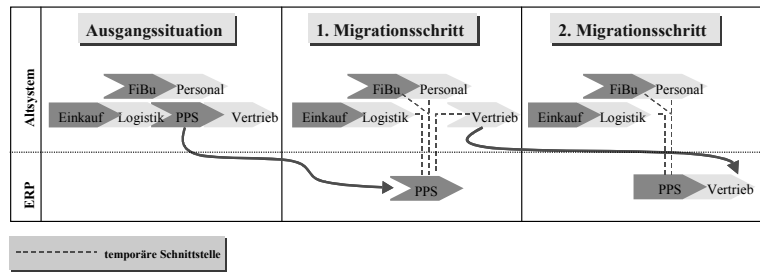 Ausgangssituation
1. Migrationsschritt
2. Migrationsschritt
Altsystem
FiBu Personal
Einkauf Logistik PPS Vertrieb
FiBu Personal
Einkauf Logistik Vertrieb
FiBu Personal
Einkauf Logistik
ERP
PPS
PPS Vertrieb
temporäre Schnittstelle